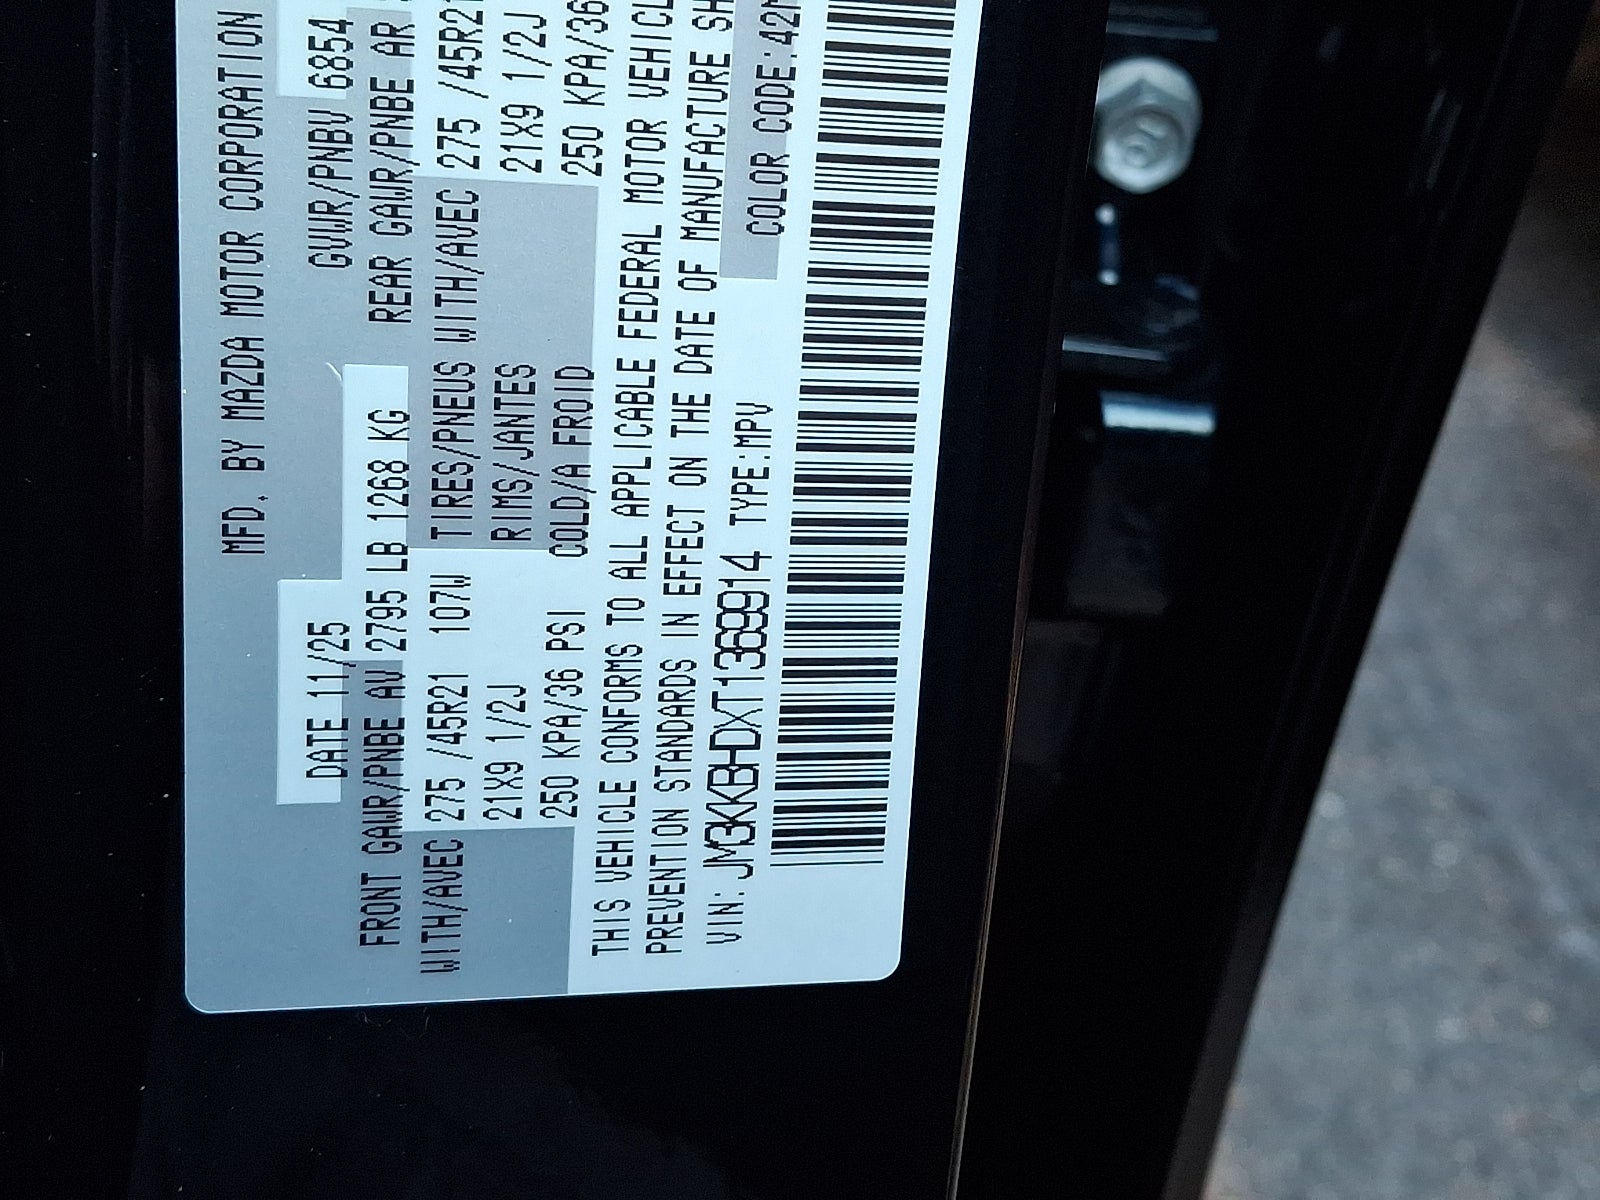 MFD. BY MAZDA MOTOR CORPORATION
DATE 11/25 GVWR/PNBV 6854
FRONT GAWR/PNBE AV 2795 LB 1268 KG REAR GAWR/PNBE AR
WITH/AVEC 275 /45R21 107W TIRES/PNEUS WITH/AVEC 275 /45R21
21X9 1/2J RIMS/JANTES 21X9 1/2J
250 KPA/36 PSI COLD/A FROID 250 KPA/36
THIS VEHICLE CONFORMS TO ALL APPLICABLE FEDERAL MOTOR VEHICL
PREVENTION STANDARDS IN EFFECT ON THE DATE OF MANUFACTURE SH
VIN: JM3KKBHDXT1369914 TYPE:MPV COLOR CODE:42M